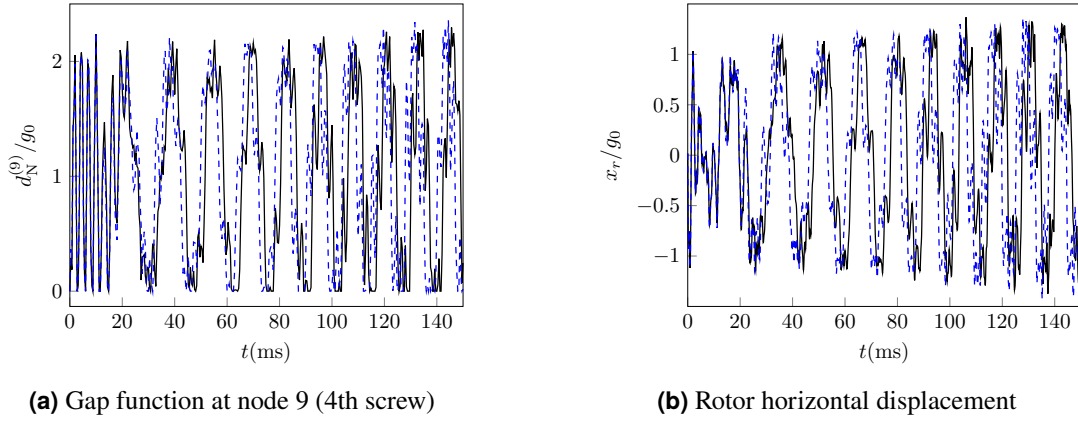 2
1
0
d_N^{(9)}/g_0
0 20 40 60 80 100 120 140
t(ms)
(a) Gap function at node 9 (4th screw)
1
0.5
0
−0.5
−1
x_r/g_0
0 20 40 60 80 100 120 140
t(ms)
(b) Rotor horizontal displacement